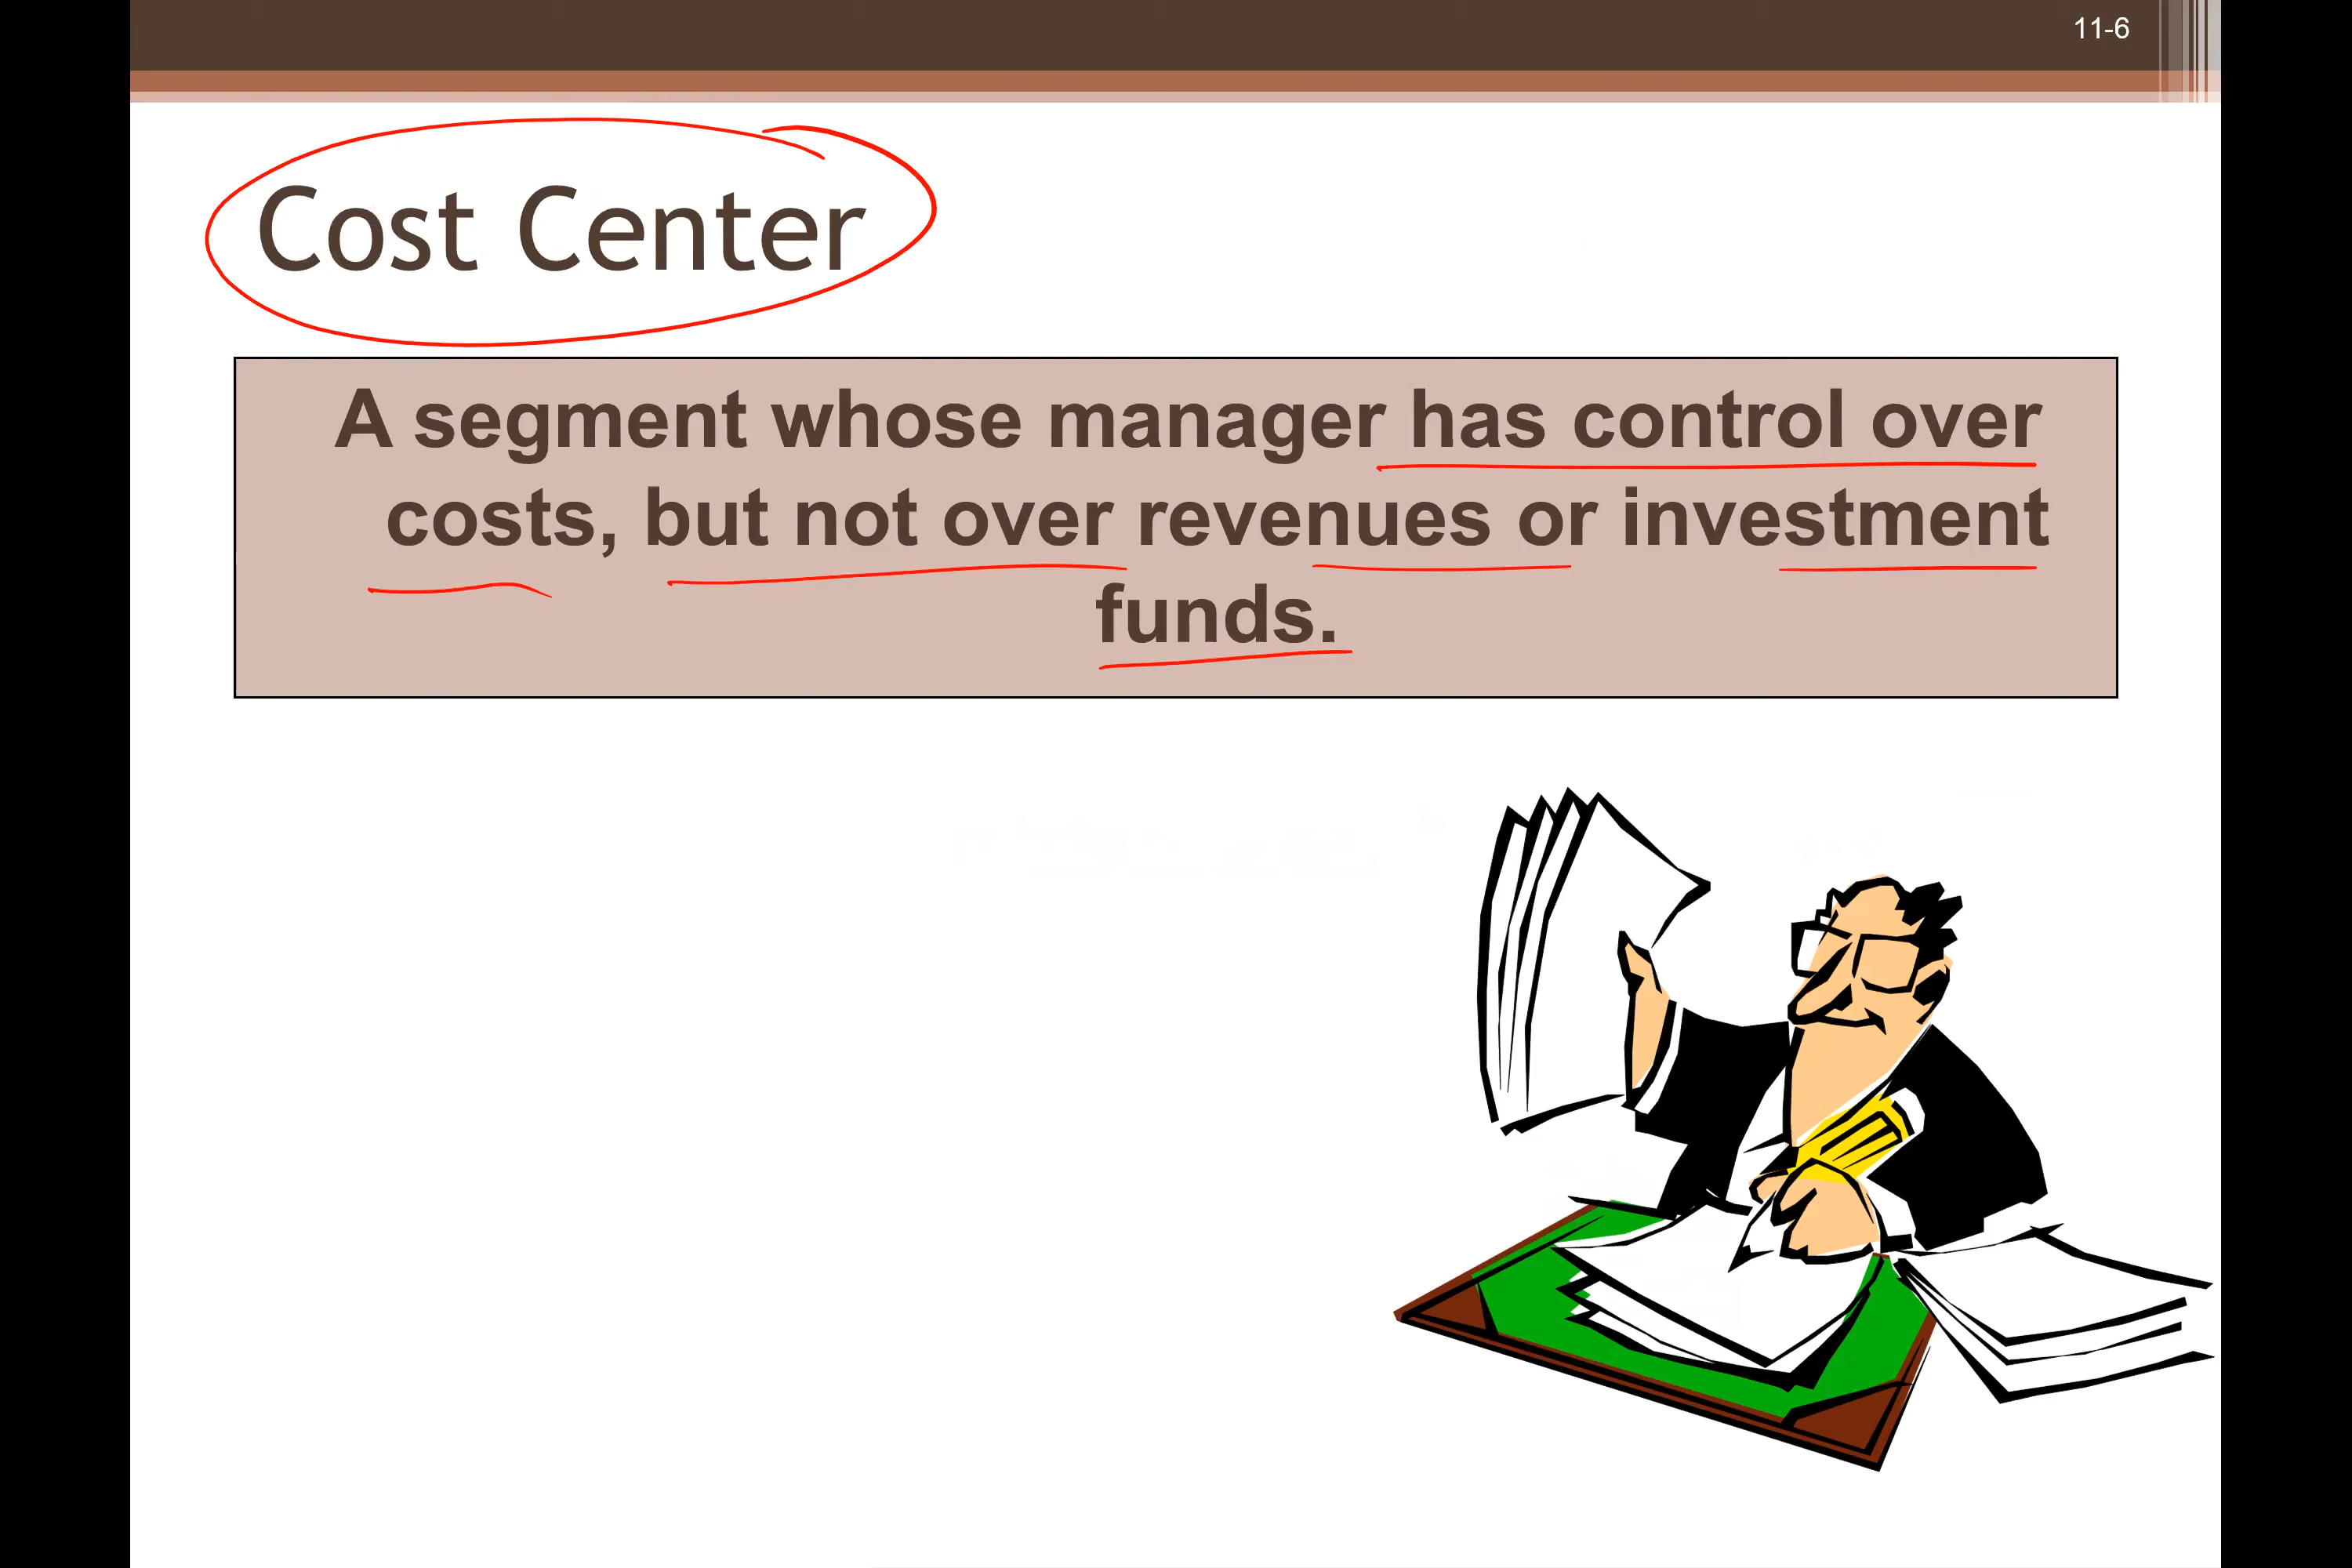 11-6
Cost Center
A segment whose manager has control over
costs, but not over revenues or investment
funds.